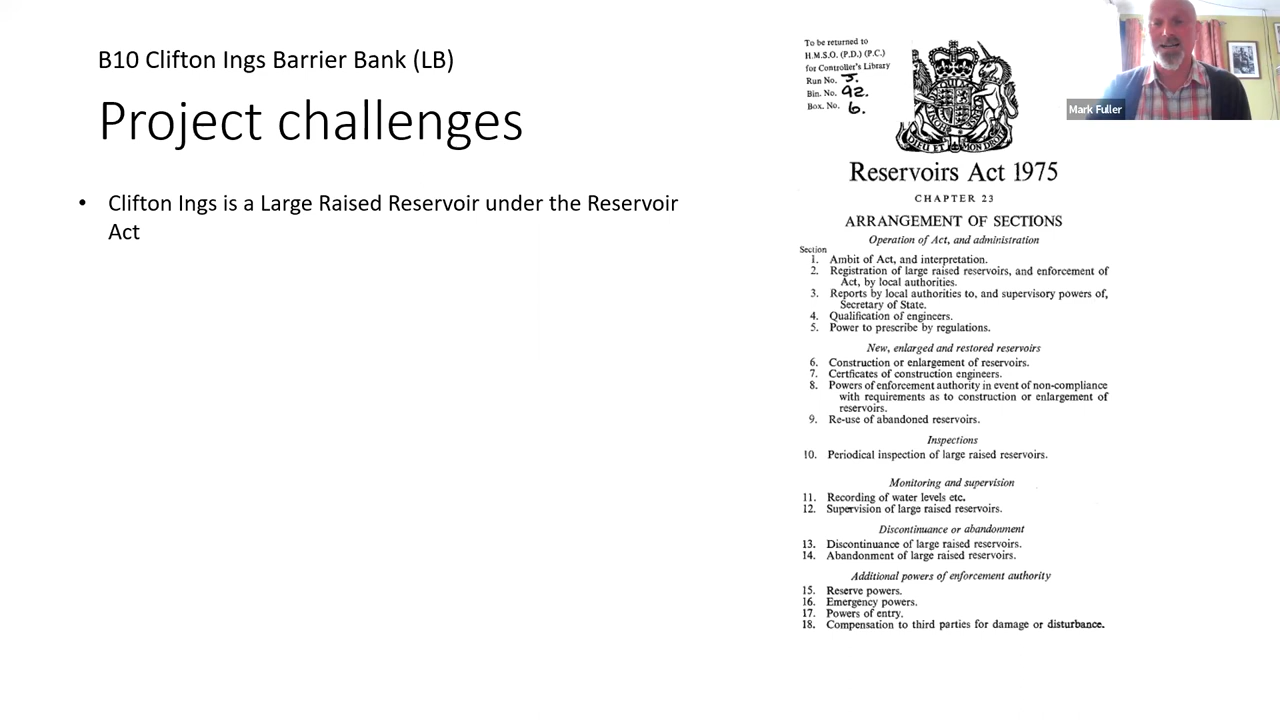 B10 Clifton Ings Barrier Bank (LB)
Project challenges
• Clifton Ings is a Large Raised Reservoir under the Reservoir
Act
To be returned to
H.M.S.O. (P.D.) (P.C.)
for Controller's Library
Run No. 5.
Bin. No. 92.
Box. No. 6.
DIEU ET MON DROIT
Reservoirs Act 1975
CHAPTER 23
ARRANGEMENT OF SECTIONS
Operation of Act, and administration
Section
1. Ambit of Act, and interpretation.
2. Registration of large raised reservoirs, and enforcement of
Act, by local authorities.
3. Reports by local authorities to, and supervisory powers of,
Secretary of State.
4. Qualification of engineers.
5. Power to prescribe by regulations.
New, enlarged and restored reservoirs
6. Construction or enlargement of reservoirs.
7. Certficates of construction engineers.
8. Powers of enforcement authority in event of non-compliance
with requirements as to construction or enlargement of
reservoirs.
9. Re-use of abandoned reservoirs.
Inspections
10. Periodical inspection of large raised reservoirs.
Monitoring and supervision
11. Recording of water levels etc.
12. Supervision of large raised reservoirs.
Discontinuance or abandonment
13. Discontinuance of large raised reservoirs.
14. Abandonment of large raised reservoirs.
Additional powers of enforcement authority
15. Reserve powers.
16. Emergency powers.
17. Powers of entry.
18. Compensation to third parties for damage or disturbance.
Mark Fuller